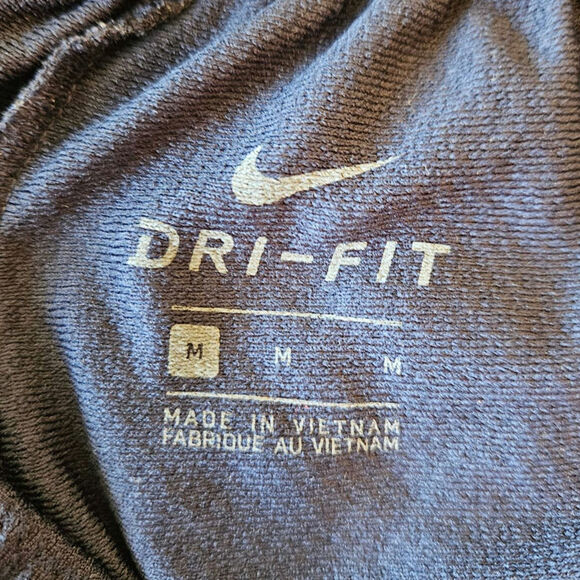 DRI-FIT
M M M
MADE IN VIETNAM
FABRIQUE AU VIETNAM